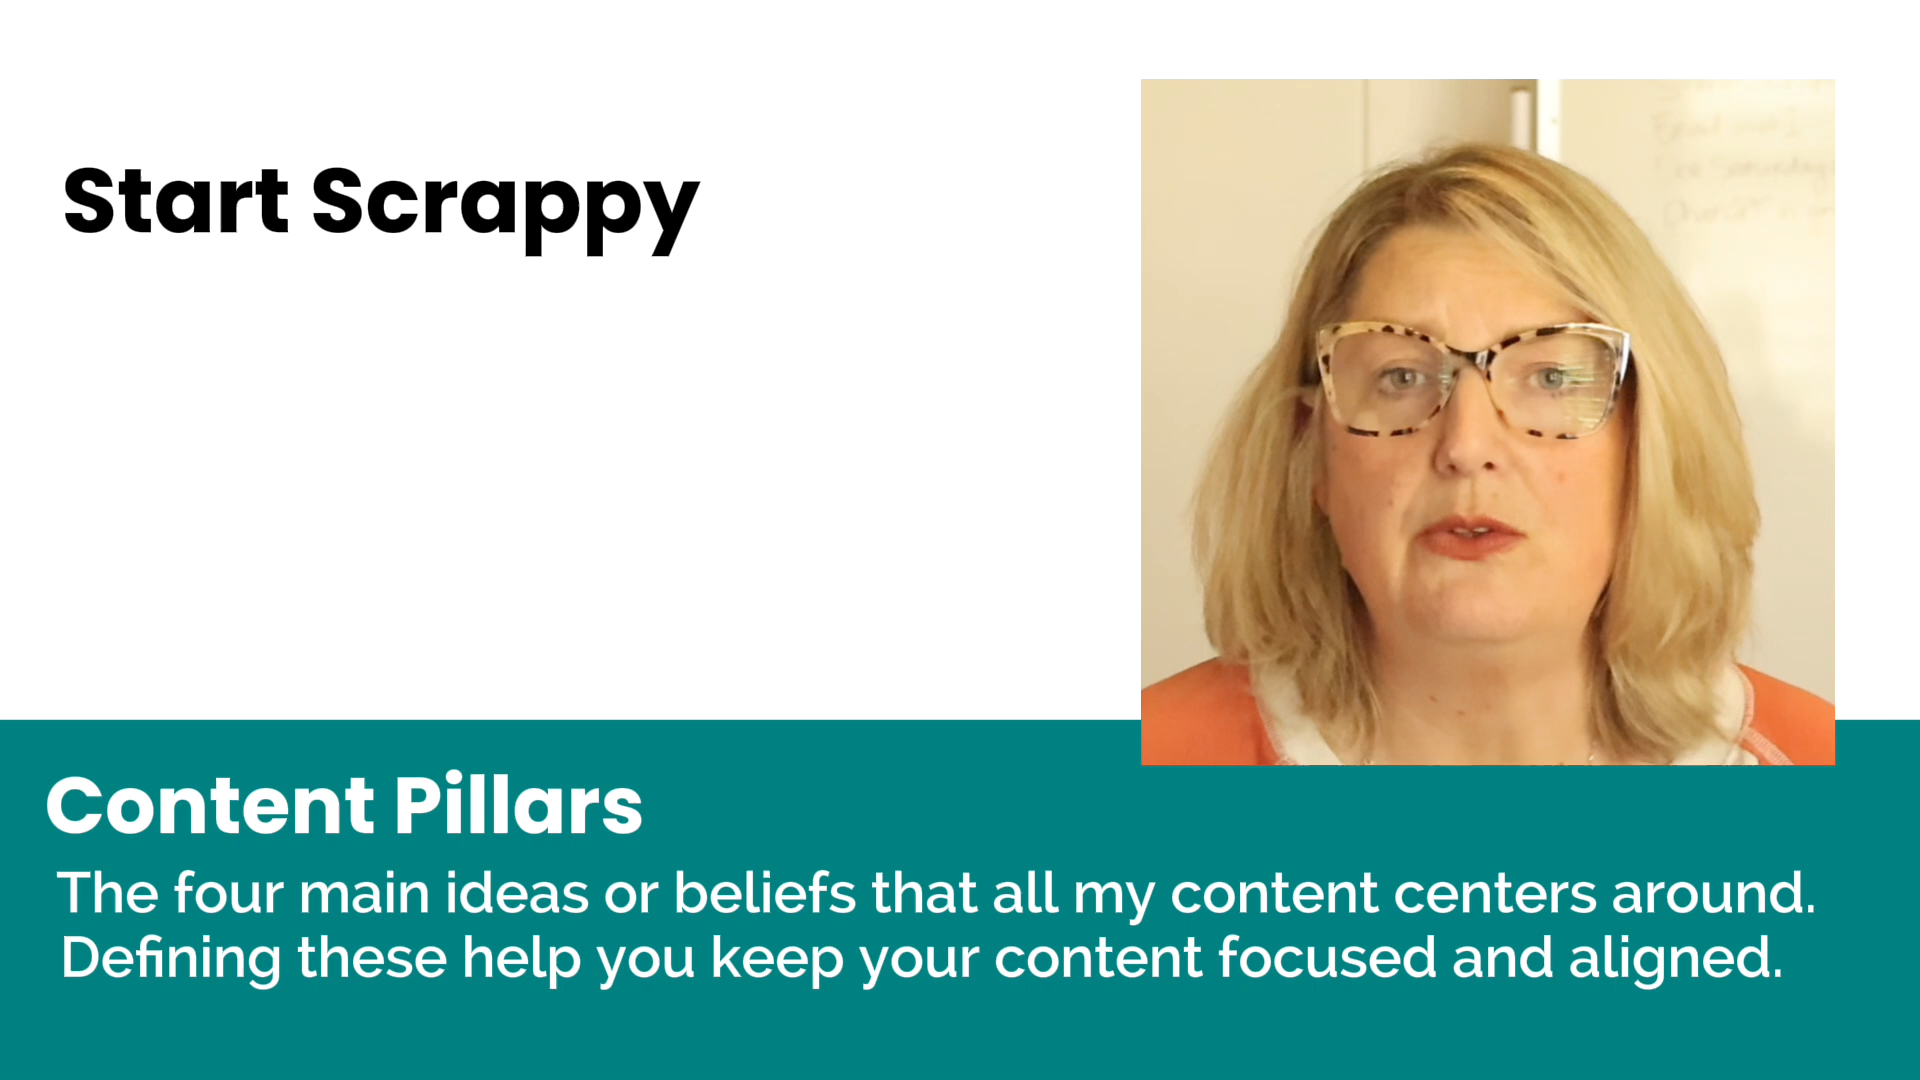 Start Scrappy
Content Pillars
The four main ideas or beliefs that all my content centers around.
Defining these help you keep your content focused and aligned.